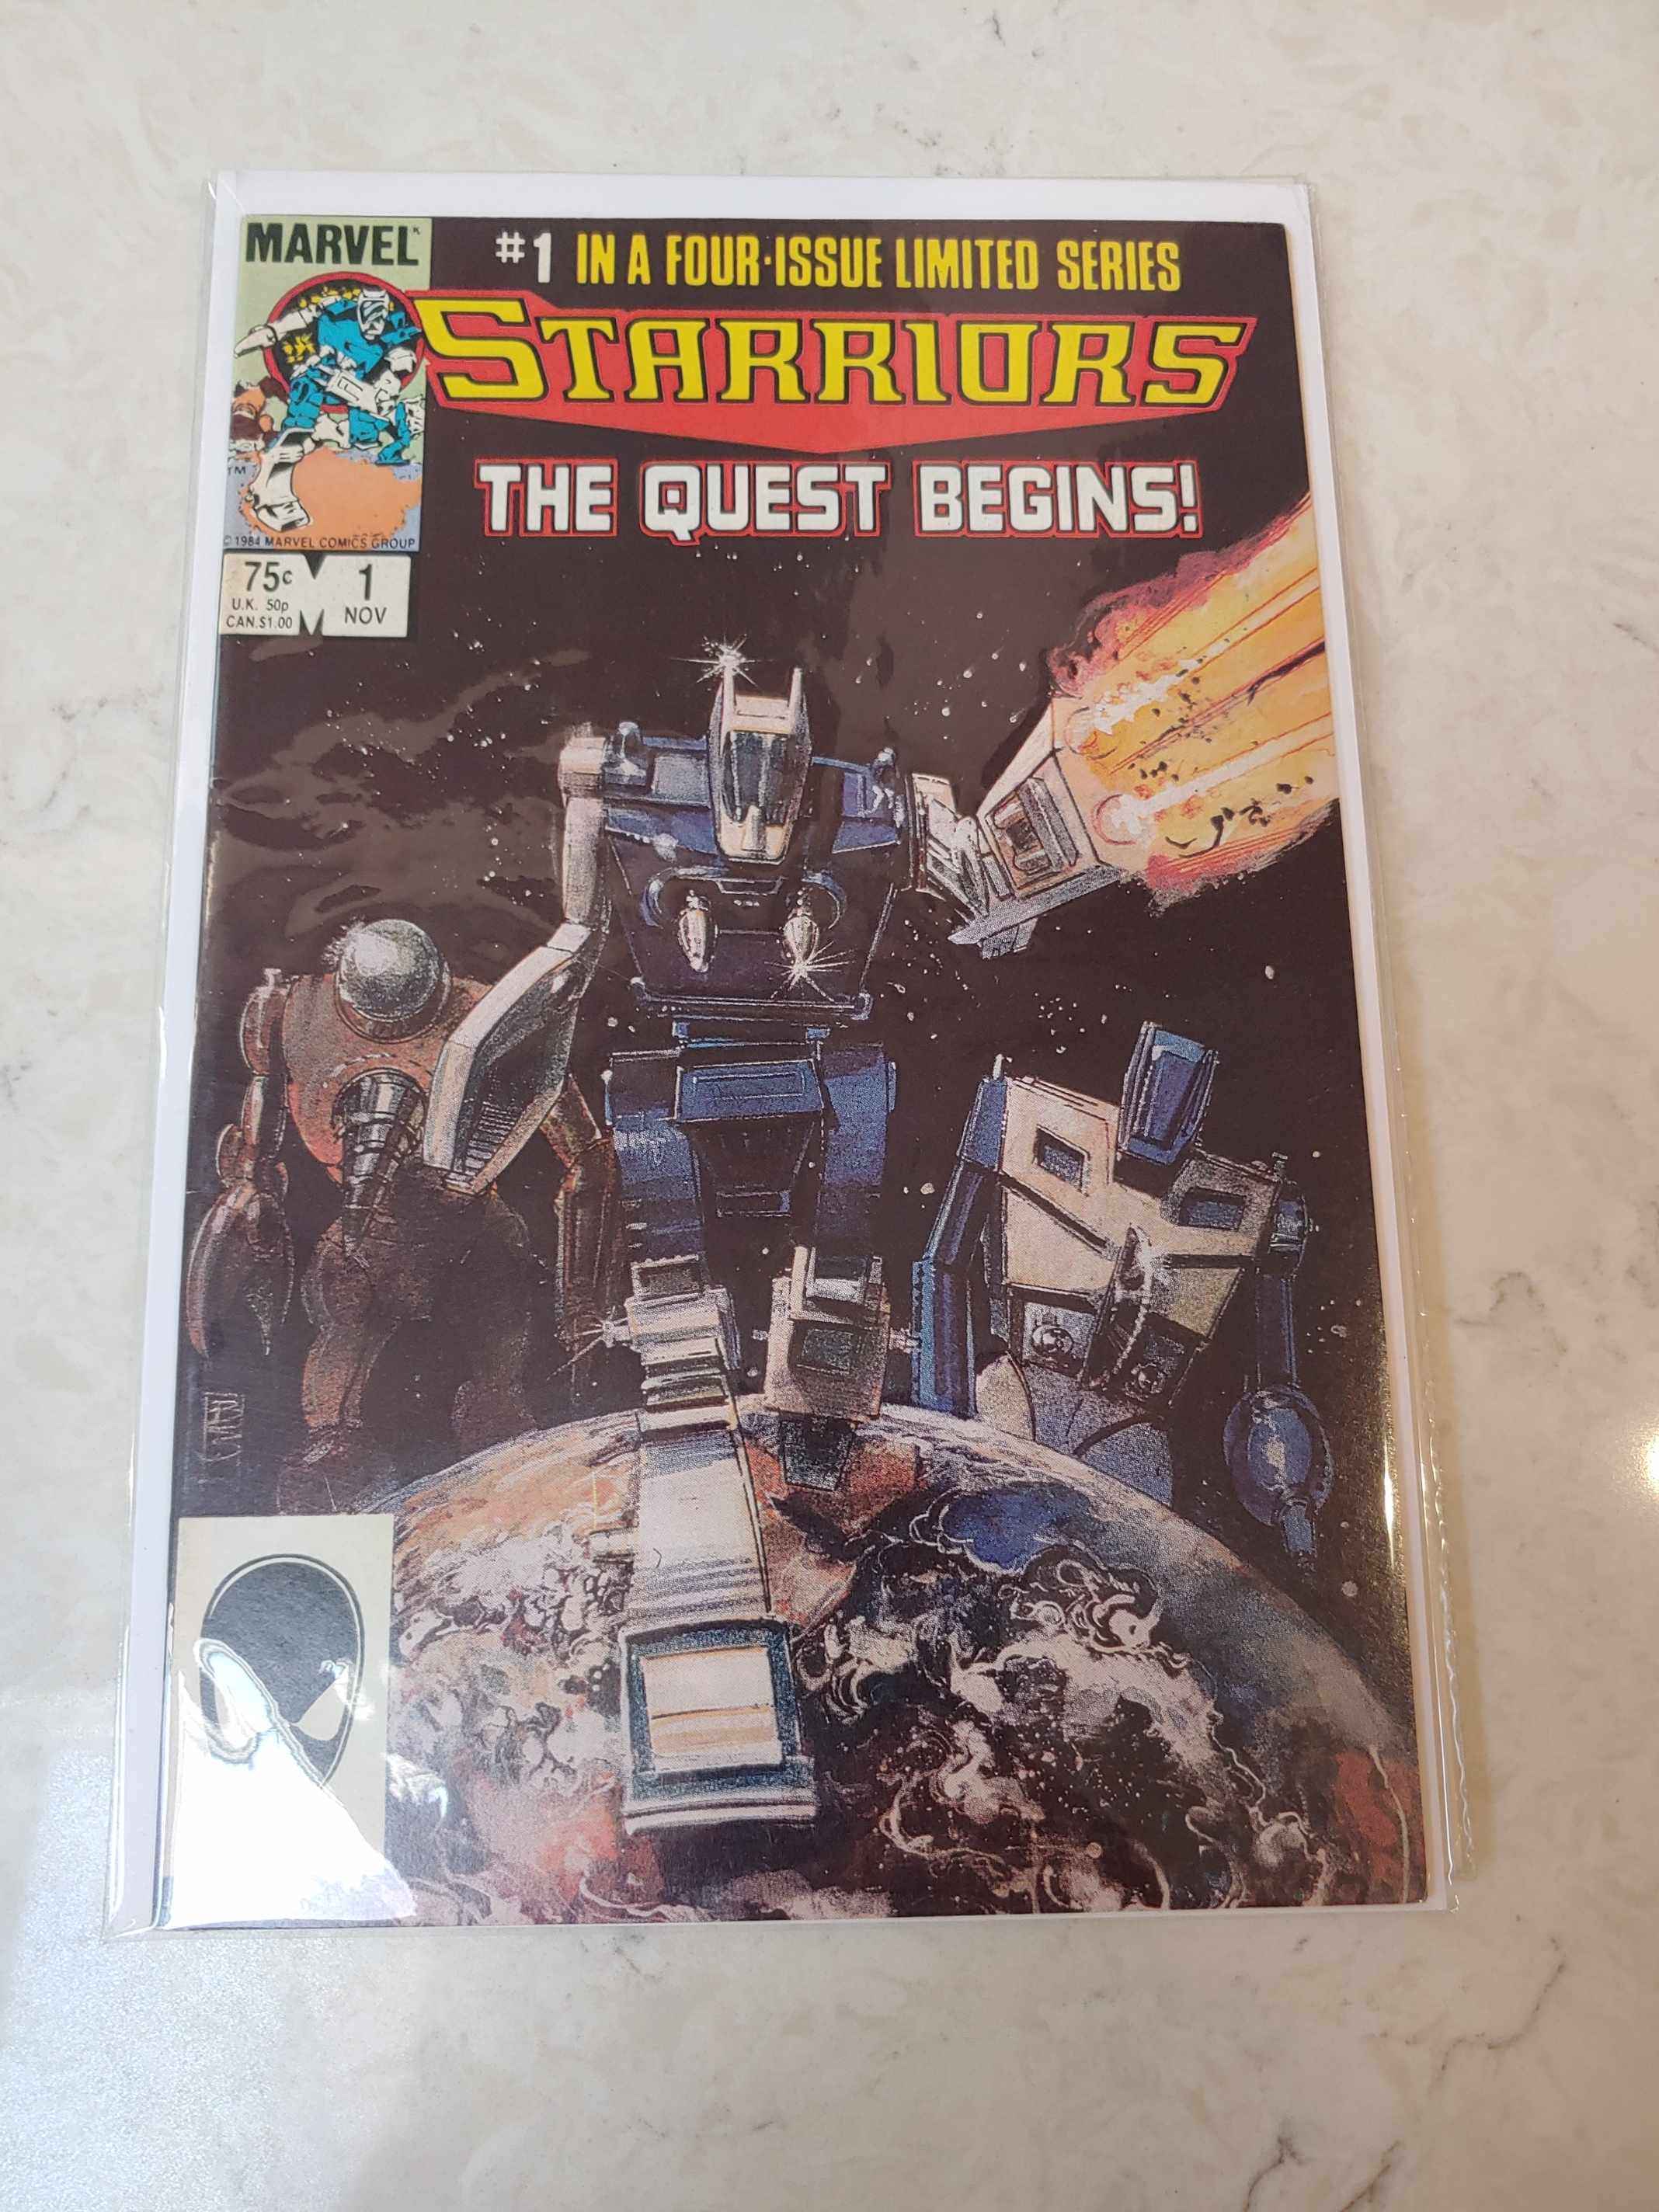 MARVEL
#1 IN A FOUR-ISSUE LIMITED SERIES
STARRIORS
THE QUEST BEGINS!
TM
© 1984 MARVEL COMICS GROUP
75¢
U.K. 50p
CAN.$1.00
1
NOV